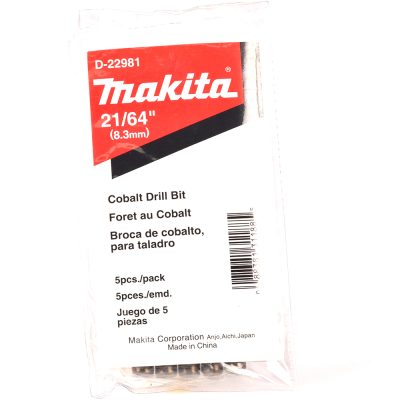 D-22981
makita®
21/64"
(8.3mm)
Cobalt Drill Bit
Foret au Cobalt
Broca de cobalto,
para taladro
5pcs./pack
5pces./emd.
Juego de 5
piezas
Makita Corporation Anjo,Aichi,Japan
Made in China